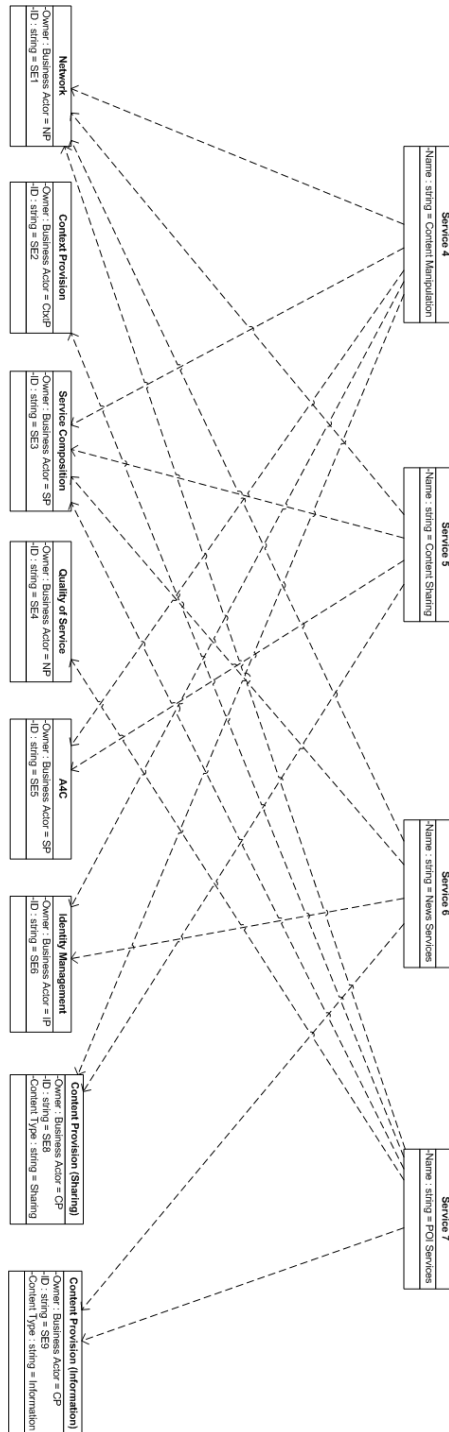 Service 4
-Name : string = Content Manipulation
Service 5
-Name : string = Content Sharing
Service 6
-Name : string = News Services
Service 7
-Name : string = POI Services
Network
-Owner : Business Actor = NP
-ID : string = SE1
Context Provision
-Owner : Business Actor = CtxtP
-ID : string = SE2
Service Composition
-Owner : Business Actor = SP
-ID : string = SE3
Quality of Service
-Owner : Business Actor = NP
-ID : string = SE4
A4C
-Owner : Business Actor = SP
-ID : string = SE5
Identity Management
-Owner : Business Actor = IP
-ID : string = SE6
Content Provision (Sharing)
-Owner : Business Actor = CP
-ID : string = SE8
-Content Type : string = Sharing
Content Provision (Information)
-Owner : Business Actor = CP
-ID : string = SE9
-Content Type : string = Information